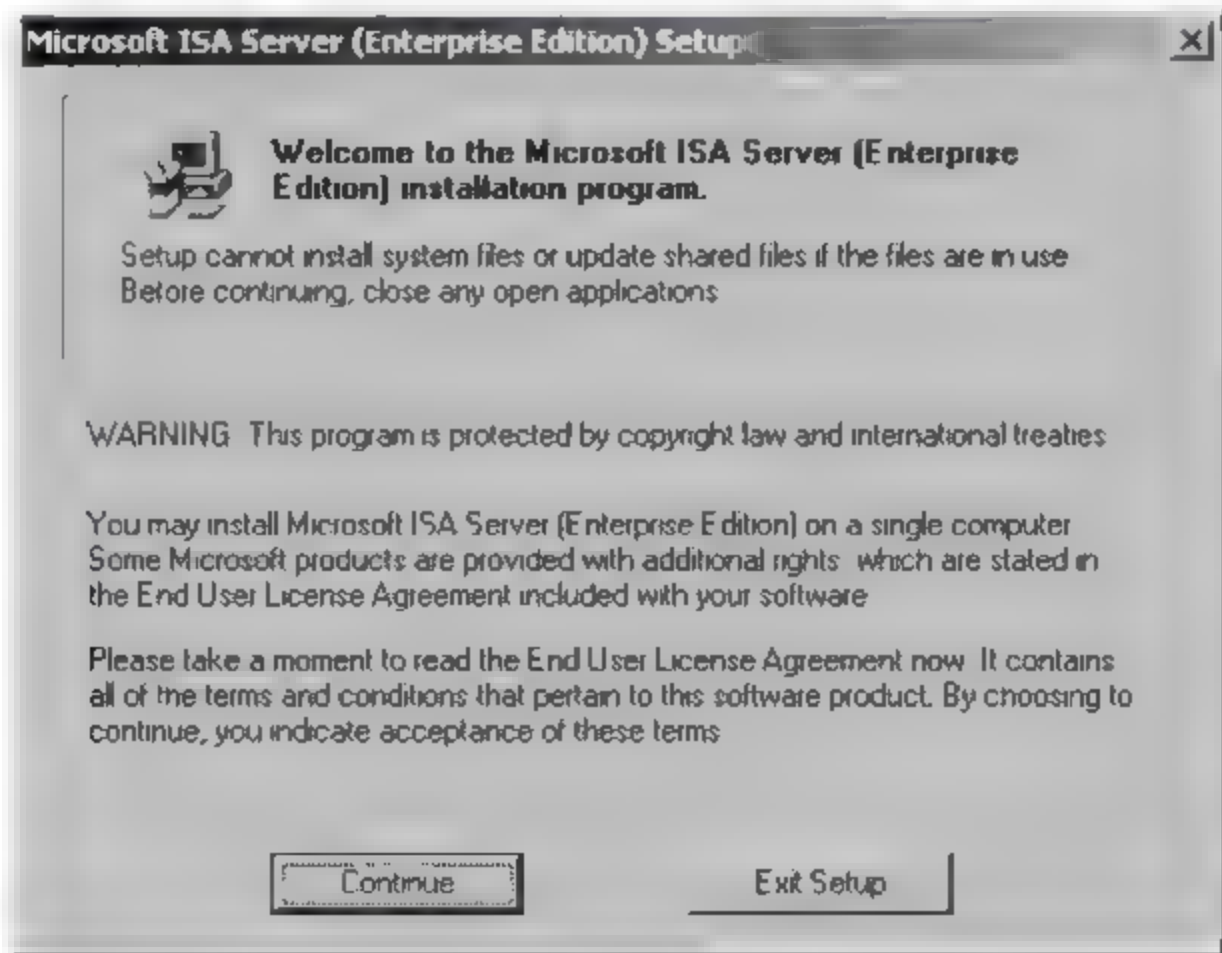 Microsoft ISA Server (Enterprise Edition) Setup
Welcome to the Microsoft ISA Server (Enterprise
Edition) installation program.
Setup cannot install system files or update shared files if the files are in use
Before continuing, close any open applications
WARNING This program is protected by copyright law and international treaties
You may install Microsoft ISA Server (Enterprise Edition) on a single computer
Some Microsoft products are provided with additional rights which are stated in
the End User License Agreement included with your software
Please take a moment to read the End User License Agreement now It contains
all of the terms and conditions that pertain to this software product. By choosing to
continue, you indicate acceptance of these terms
Continue
Exit Setup